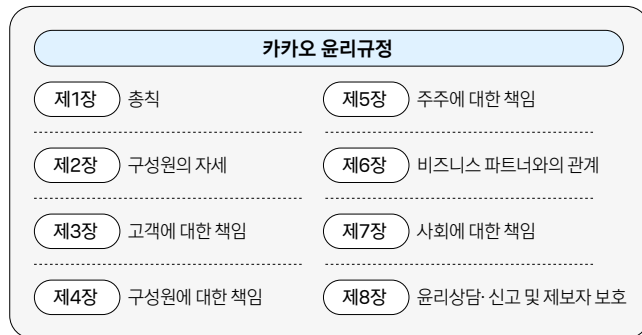 카카오 윤리규정
제1장 총칙
제2장 구성원의 자세
제3장 고객에 대한 책임
제4장 구성원에 대한 책임
제5장 주주에 대한 책임
제6장 비즈니스 파트너와의 관계
제7장 사회에 대한 책임
제8장 윤리상담· 신고 및 제보자 보호